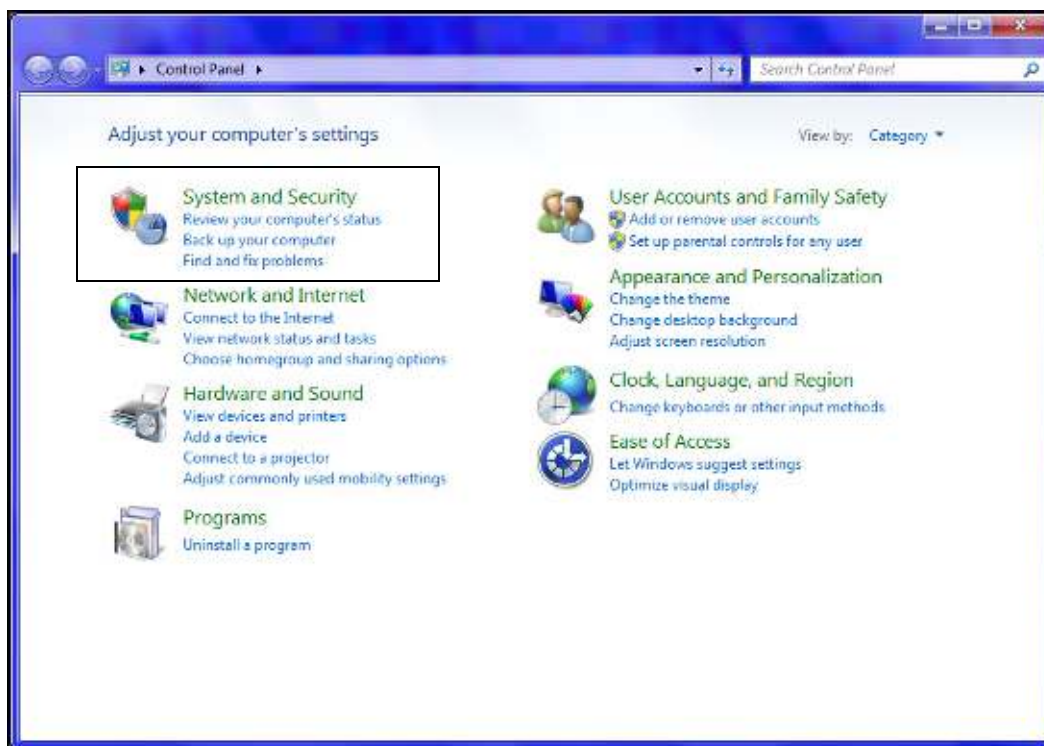 Control Panel
Search Control Panel
Adjust your computer's settings
View by: Category
System and Security
Review your computer's status
Back up your computer
Find and fix problems
Network and Internet
Connect to the Internet
View network status and tasks
Choose homegroup and sharing options
Hardware and Sound
View devices and printers
Add a device
Connect to a projector
Adjust commonly used mobility settings
Programs
Uninstall a program
User Accounts and Family Safety
Add or remove user accounts
Set up parental controls for any user
Appearance and Personalization
Change the theme
Change desktop background
Adjust screen resolution
Clock, Language, and Region
Change keyboards or other input methods
Ease of Access
Let Windows suggest settings
Optimize visual display